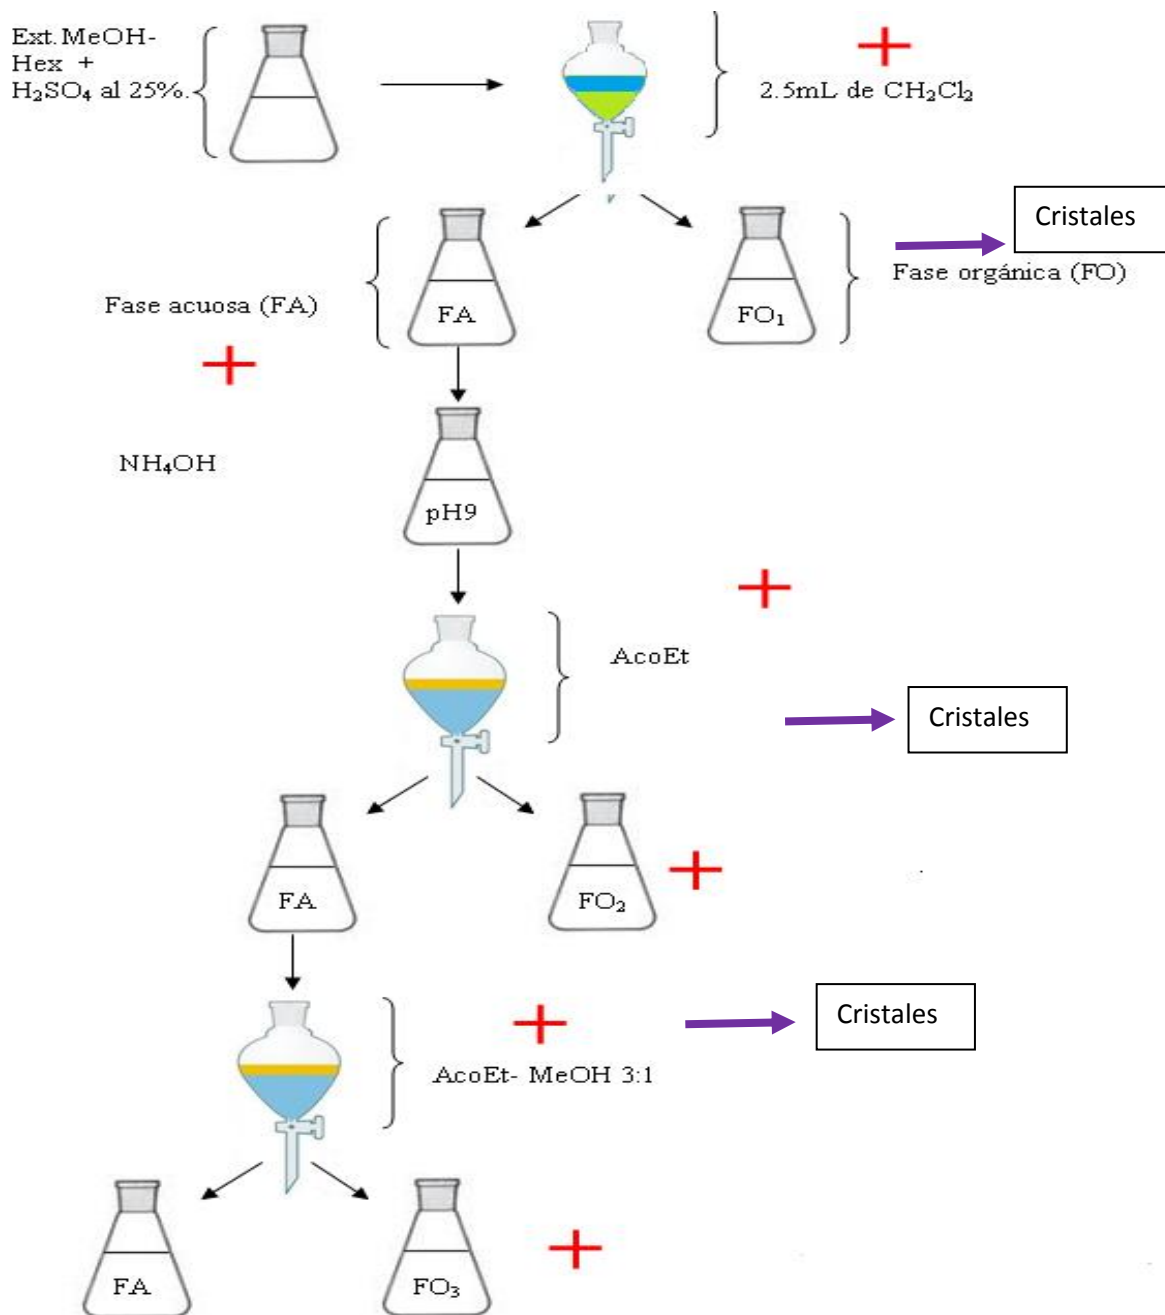 Ext. MeOH-
Hex +
H₂SO₄ al 25%.
2.5mL de CH₂Cl₂
Cristales
Fase orgánica (FO)
Fase acuosa (FA)
FA
FO₁
NH₄OH
pH9
AcoEt
Cristales
FA
FO₂
Cristales
AcoEt- MeOH 3:1
FA
FO₃